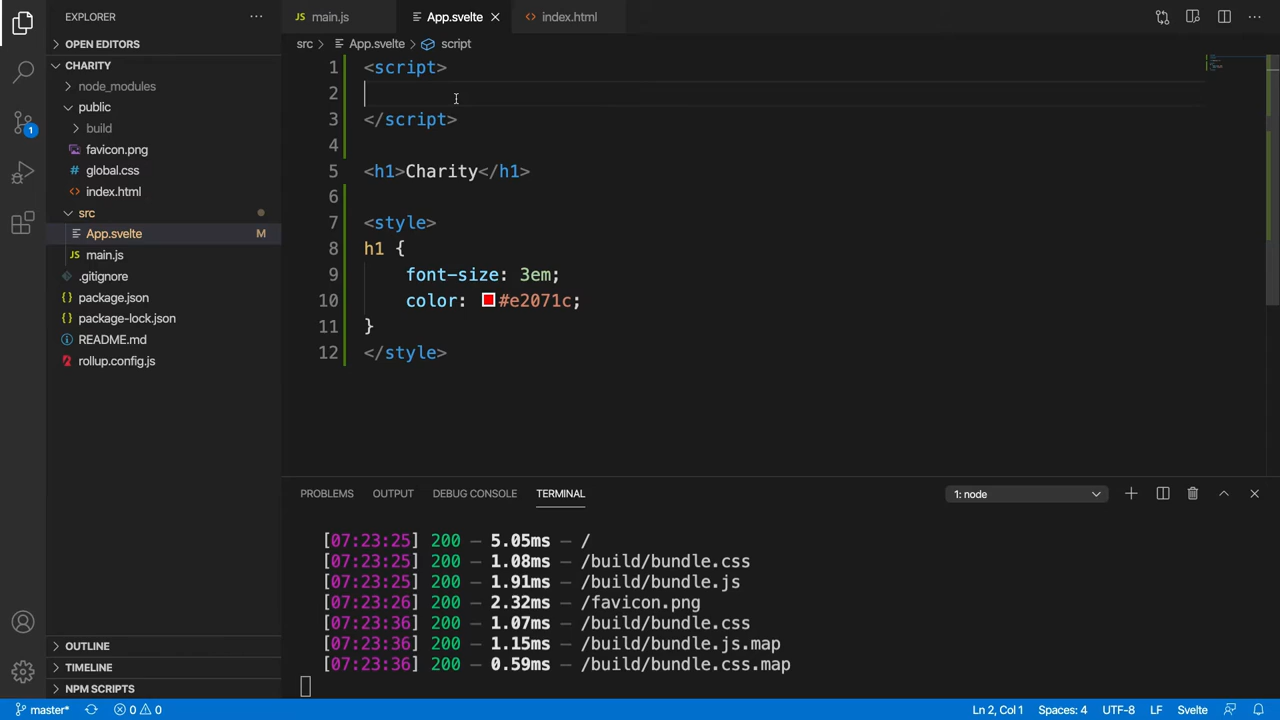 EXPLORER
···
main.js
App.svelte
index.html
···
OPEN EDITORS
src
App.svelte
script
CHARITY
node_modules
public
build
favicon.png
global.css
index.html
src
App.svelte
M
main.js
.gitignore
package.json
package-lock.json
README.md
rollup.config.js
OUTLINE
TIMELINE
NPM SCRIPTS
1
1 <script>
2
3 </script>
4
5 <h1>Charity</h1>
6
7 <style>
8 h1 {
9 font-size: 3em;
10 color: #e2071c;
11 }
12 </style>
PROBLEMS OUTPUT DEBUG CONSOLE TERMINAL 1: node
[07:23:25] 200 — 5.05ms — /
[07:23:25] 200 — 1.08ms — /build/bundle.css
[07:23:25] 200 — 1.91ms — /build/bundle.js
[07:23:26] 200 — 2.32ms — /favicon.png
[07:23:36] 200 — 1.07ms — /build/bundle.css
[07:23:36] 200 — 1.15ms — /build/bundle.js.map
[07:23:36] 200 — 0.59ms — /build/bundle.css.map
master* 0 0 Ln 2, Col 1 Spaces: 4 UTF-8 LF Svelte